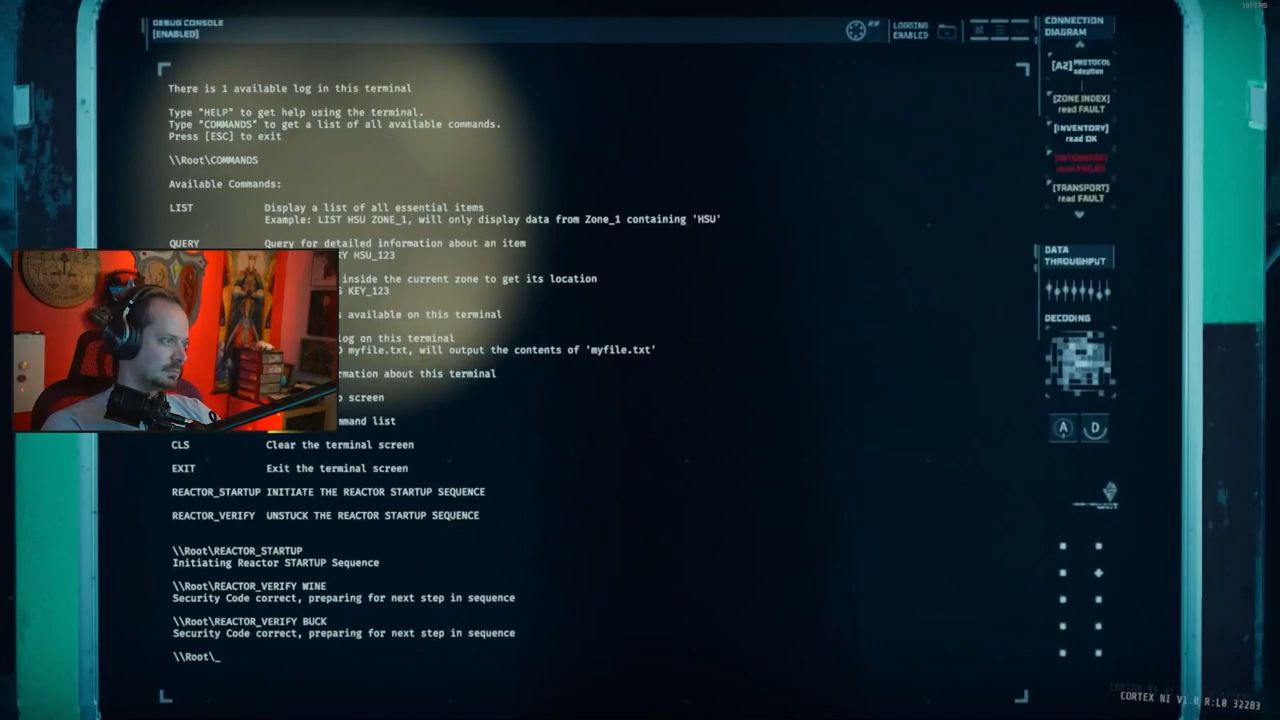 DEBUG CONSOLE
[ENABLED]
LOGGING
ENABLED
CONNECTION
DIAGRAM
[A2] PROTOCOL
adaption
[ZONE INDEX]
read FAULT
[INVENTORY]
read OK
read FAILED
[TRANSPORT]
read FAULT
DATA
THROUGHPUT
DECODING
A D
There is 1 available log in this terminal
Type "HELP" to get help using the terminal.
Type "COMMANDS" to get a list of all available commands.
Press [ESC] to exit
\\Root\COMMANDS
Available Commands:
LIST Display a list of all essential items
Example: LIST HSU ZONE_1, will only display data from Zone_1 containing 'HSU'
QUERY Query for detailed information about an item
RY HSU_123
inside the current zone to get its location
KEY_123
s available on this terminal
log on this terminal
D myfile.txt, will output the contents of 'myfile.txt'
rmation about this terminal
p screen
mmand list
CLS Clear the terminal screen
EXIT Exit the terminal screen
REACTOR_STARTUP INITIATE THE REACTOR STARTUP SEQUENCE
REACTOR_VERIFY UNSTUCK THE REACTOR STARTUP SEQUENCE
\\Root\REACTOR_STARTUP
Initiating Reactor STARTUP Sequence
\\Root\REACTOR_VERIFY WINE
Security Code correct, preparing for next step in sequence
\\Root\REACTOR_VERIFY BUCK
Security Code correct, preparing for next step in sequence
\\Root\_
CORTEX NI V1.0 R:L0 32203